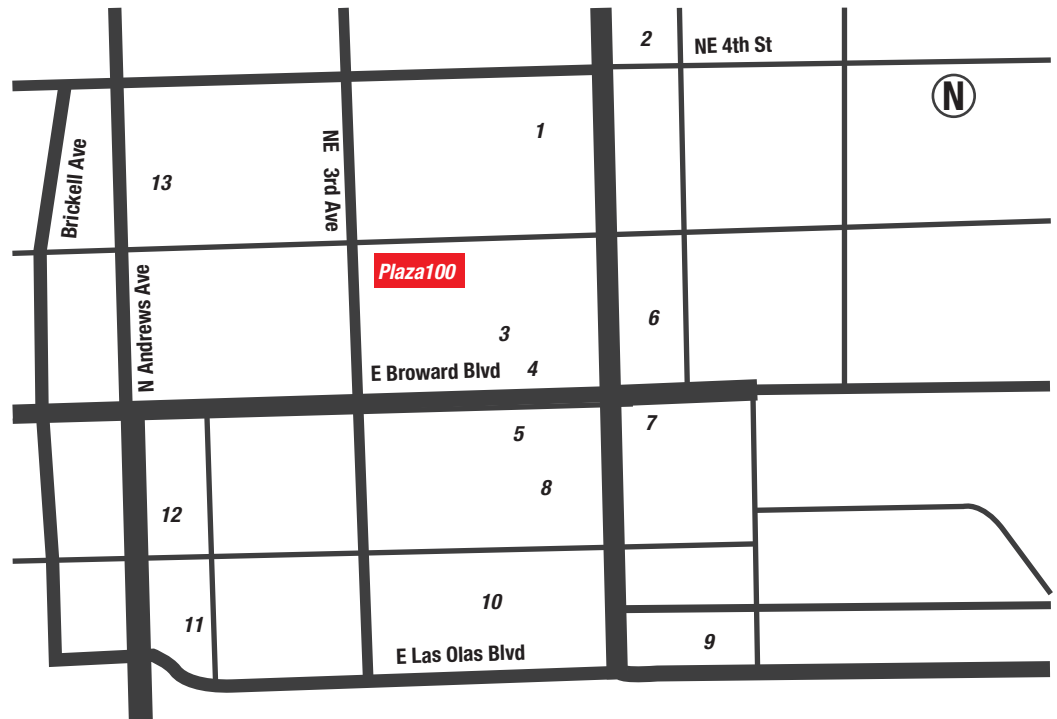 2
NE 4th St
N
1
Brickell Ave
NE 3rd Ave
13
Plaza100
N Andrews Ave
6
3
E Broward Blvd
4
7
5
8
12
10
11
9
E Las Olas Blvd